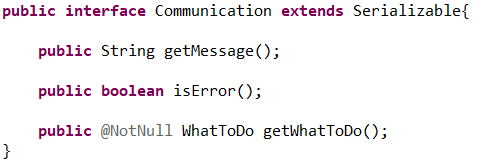 public interface Communication extends Serializable{
public String getMessage();
public boolean isError();
public @NotNull WhatToDo getWhatToDo();
}